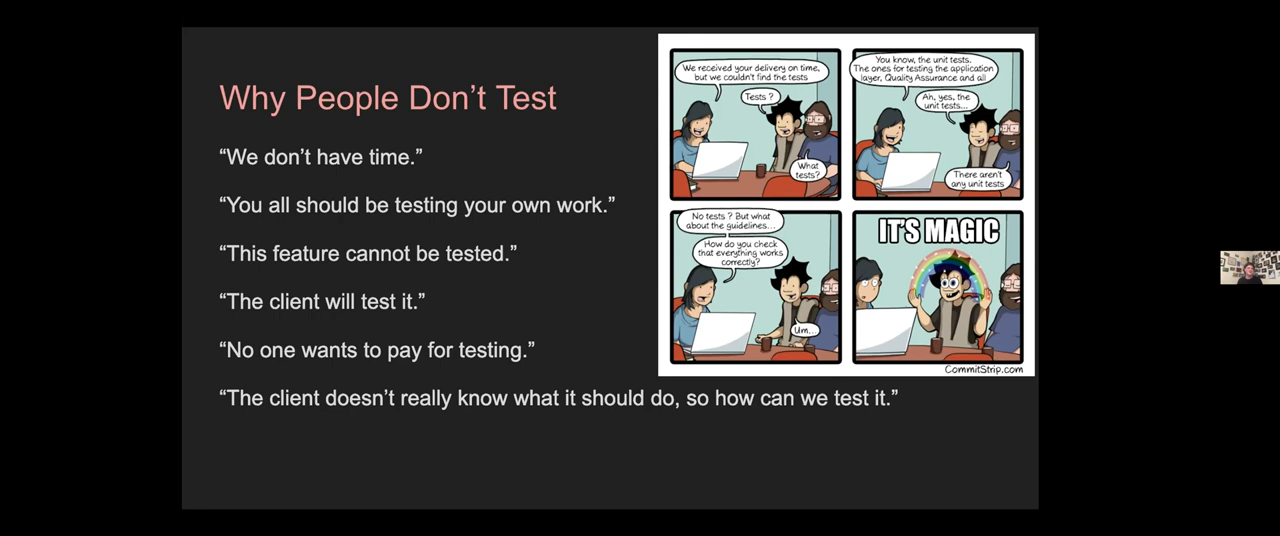 Why People Don’t Test
“We don’t have time.”
“You all should be testing your own work.”
“This feature cannot be tested.”
“The client will test it.”
“No one wants to pay for testing.”
“The client doesn’t really know what it should do, so how can we test it.”
We received your delivery on time,
but we couldn't find the tests
Tests ?
What
tests?
You know, the unit tests.
The ones for testing the application
layer, Quality Assurance and all
Ah, yes, the
unit tests...
There aren't
any unit tests
No tests ? But what
about the guidelines...
How do you check
that everything works
correctly?
Um...
IT'S MAGIC
CommitStrip.com